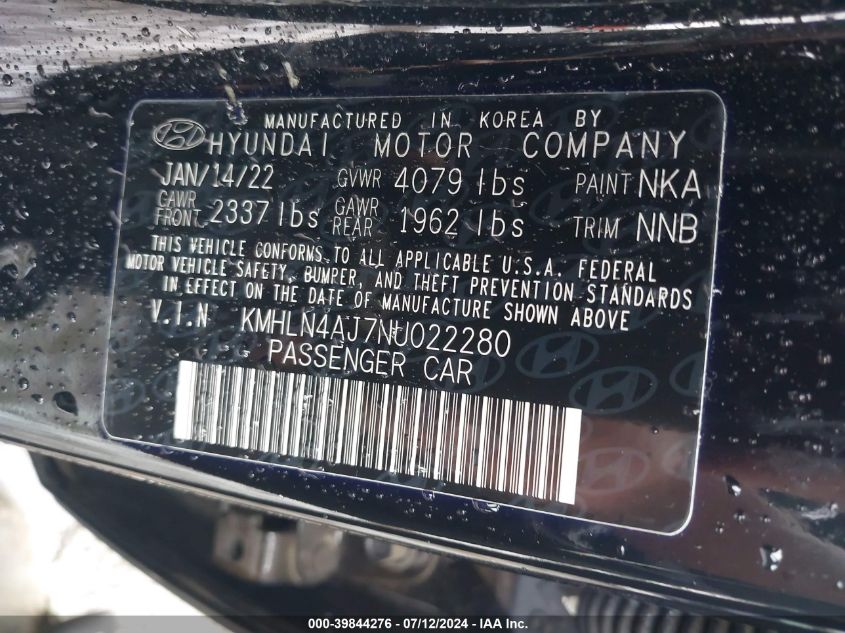 MANUFACTURED IN KOREA BY
HYUNDAI MOTOR COMPANY
JAN/14/22 GVWR 4079 lbs PAINT NKA
GAWR FRONT 2337 lbs GAWR REAR 1962 lbs TRIM NNB
THIS VEHICLE CONFORMS TO ALL APPLICABLE U.S.A. FEDERAL
MOTOR VEHICLE SAFETY, BUMPER, AND THEFT PREVENTION STANDARDS
IN EFFECT ON THE DATE OF MANUFACTURE SHOWN ABOVE
V.I.N KMHLN4AJ7NU022280
PASSENGER CAR
000-39844276 - 07/12/2024 - IAA Inc.